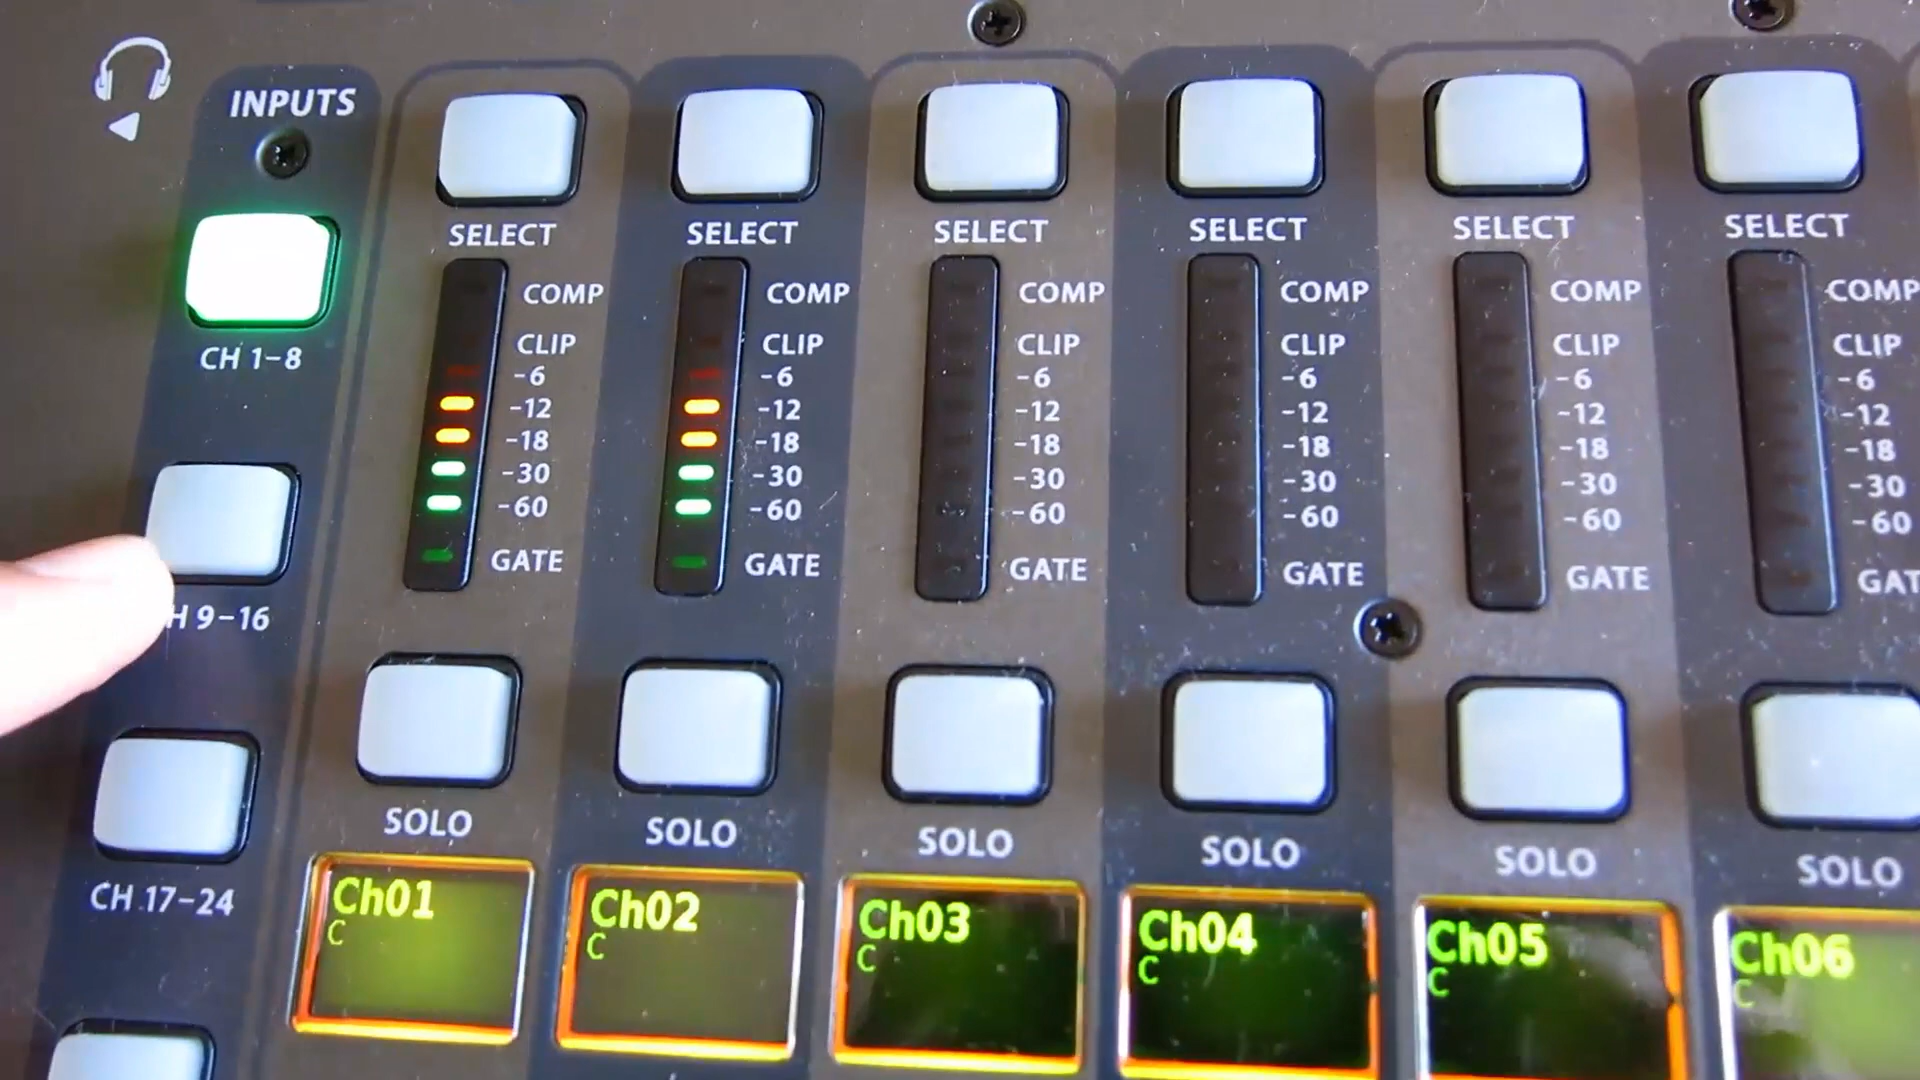 INPUTS
SELECT SELECT SELECT SELECT SELECT SELECT
COMP COMP COMP COMP COMP COMP
CLIP CLIP CLIP CLIP CLIP CLIP
CH 1-8
-6 -6 -6 -6 -6 -6
-12 -12 -12 -12 -12 -12
-18 -18 -18 -18 -18 -18
-30 -30 -30 -30 -30 -30
-60 -60 -60 -60 -60 -60
GATE GATE GATE GATE GATE GAT
H 9-16
SOLO SOLO SOLO SOLO SOLO SOLO
CH 17-24
Ch01 Ch02 Ch03 Ch04 Ch05 Ch06
C C C C C C